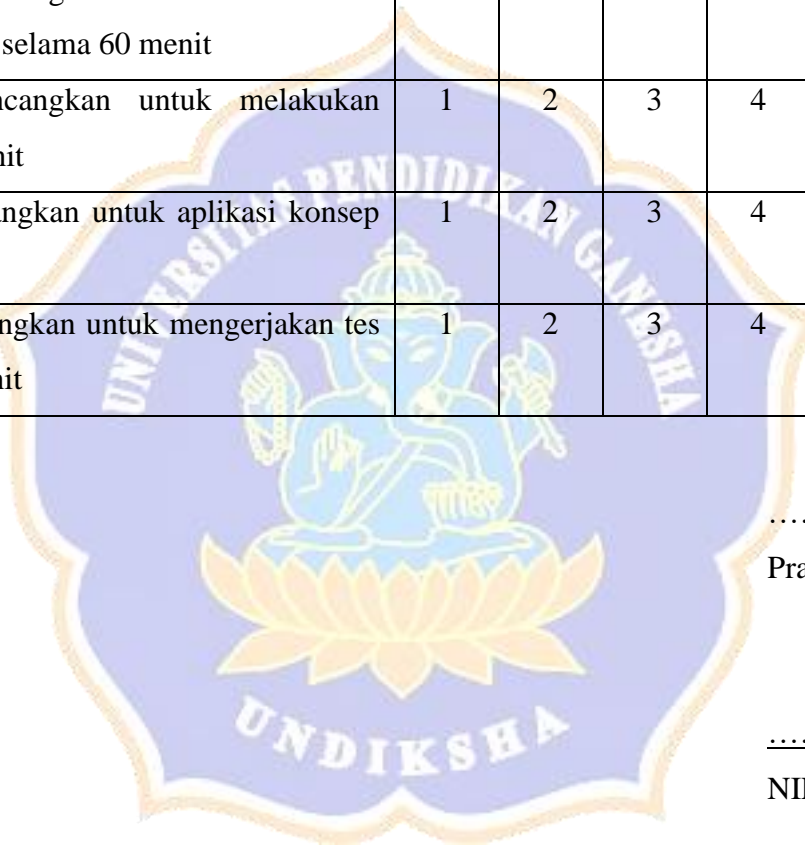 selama 60 menit
ncangkan untuk melakukan 1 2 3 4
nit
angkan untuk aplikasi konsep 1 2 3 4
ngkan untuk mengerjakan tes 1 2 3 4
nit
UNIVERSITAS PENDIDIKAN GANESHA
UNDIKSHA
....
Pra
....
NI